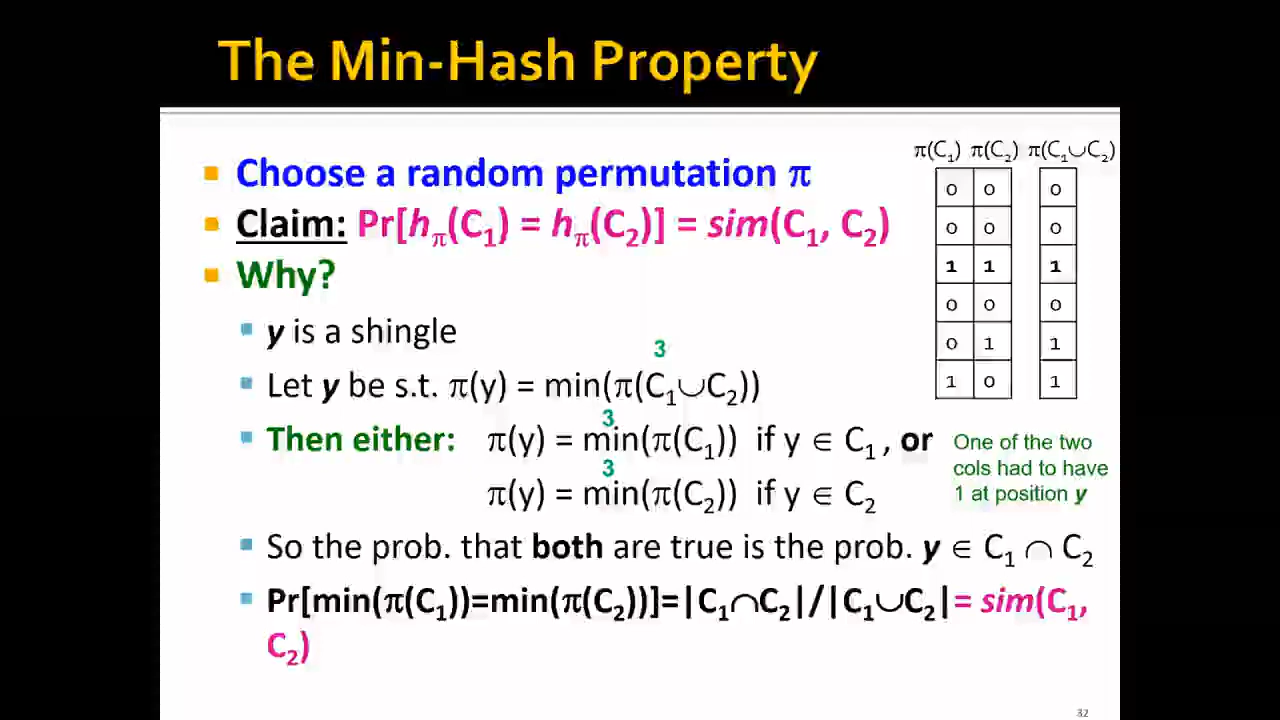 The Min-Hash Property
Choose a random permutation π
Claim: Pr[hπ(C1) = hπ(C2)] = sim(C1, C2)
Why?
y is a shingle
3
Let y be s.t. π(y) = min(π(C1∪C2))
3
Then either: π(y) = min(π(C1)) if y ∈ C1 , or
3
π(y) = min(π(C2)) if y ∈ C2
So the prob. that both are true is the prob. y ∈ C1 ∩ C2
Pr[min(π(C1))=min(π(C2))]=|C1∩C2|/|C1∪C2|= sim(C1,
C2)
π(C1) π(C2) π(C1∪C2)
0 0 0
0 0 0
1 1 1
0 0 0
0 1 1
1 0 1
One of the two
cols had to have
1 at position y
32